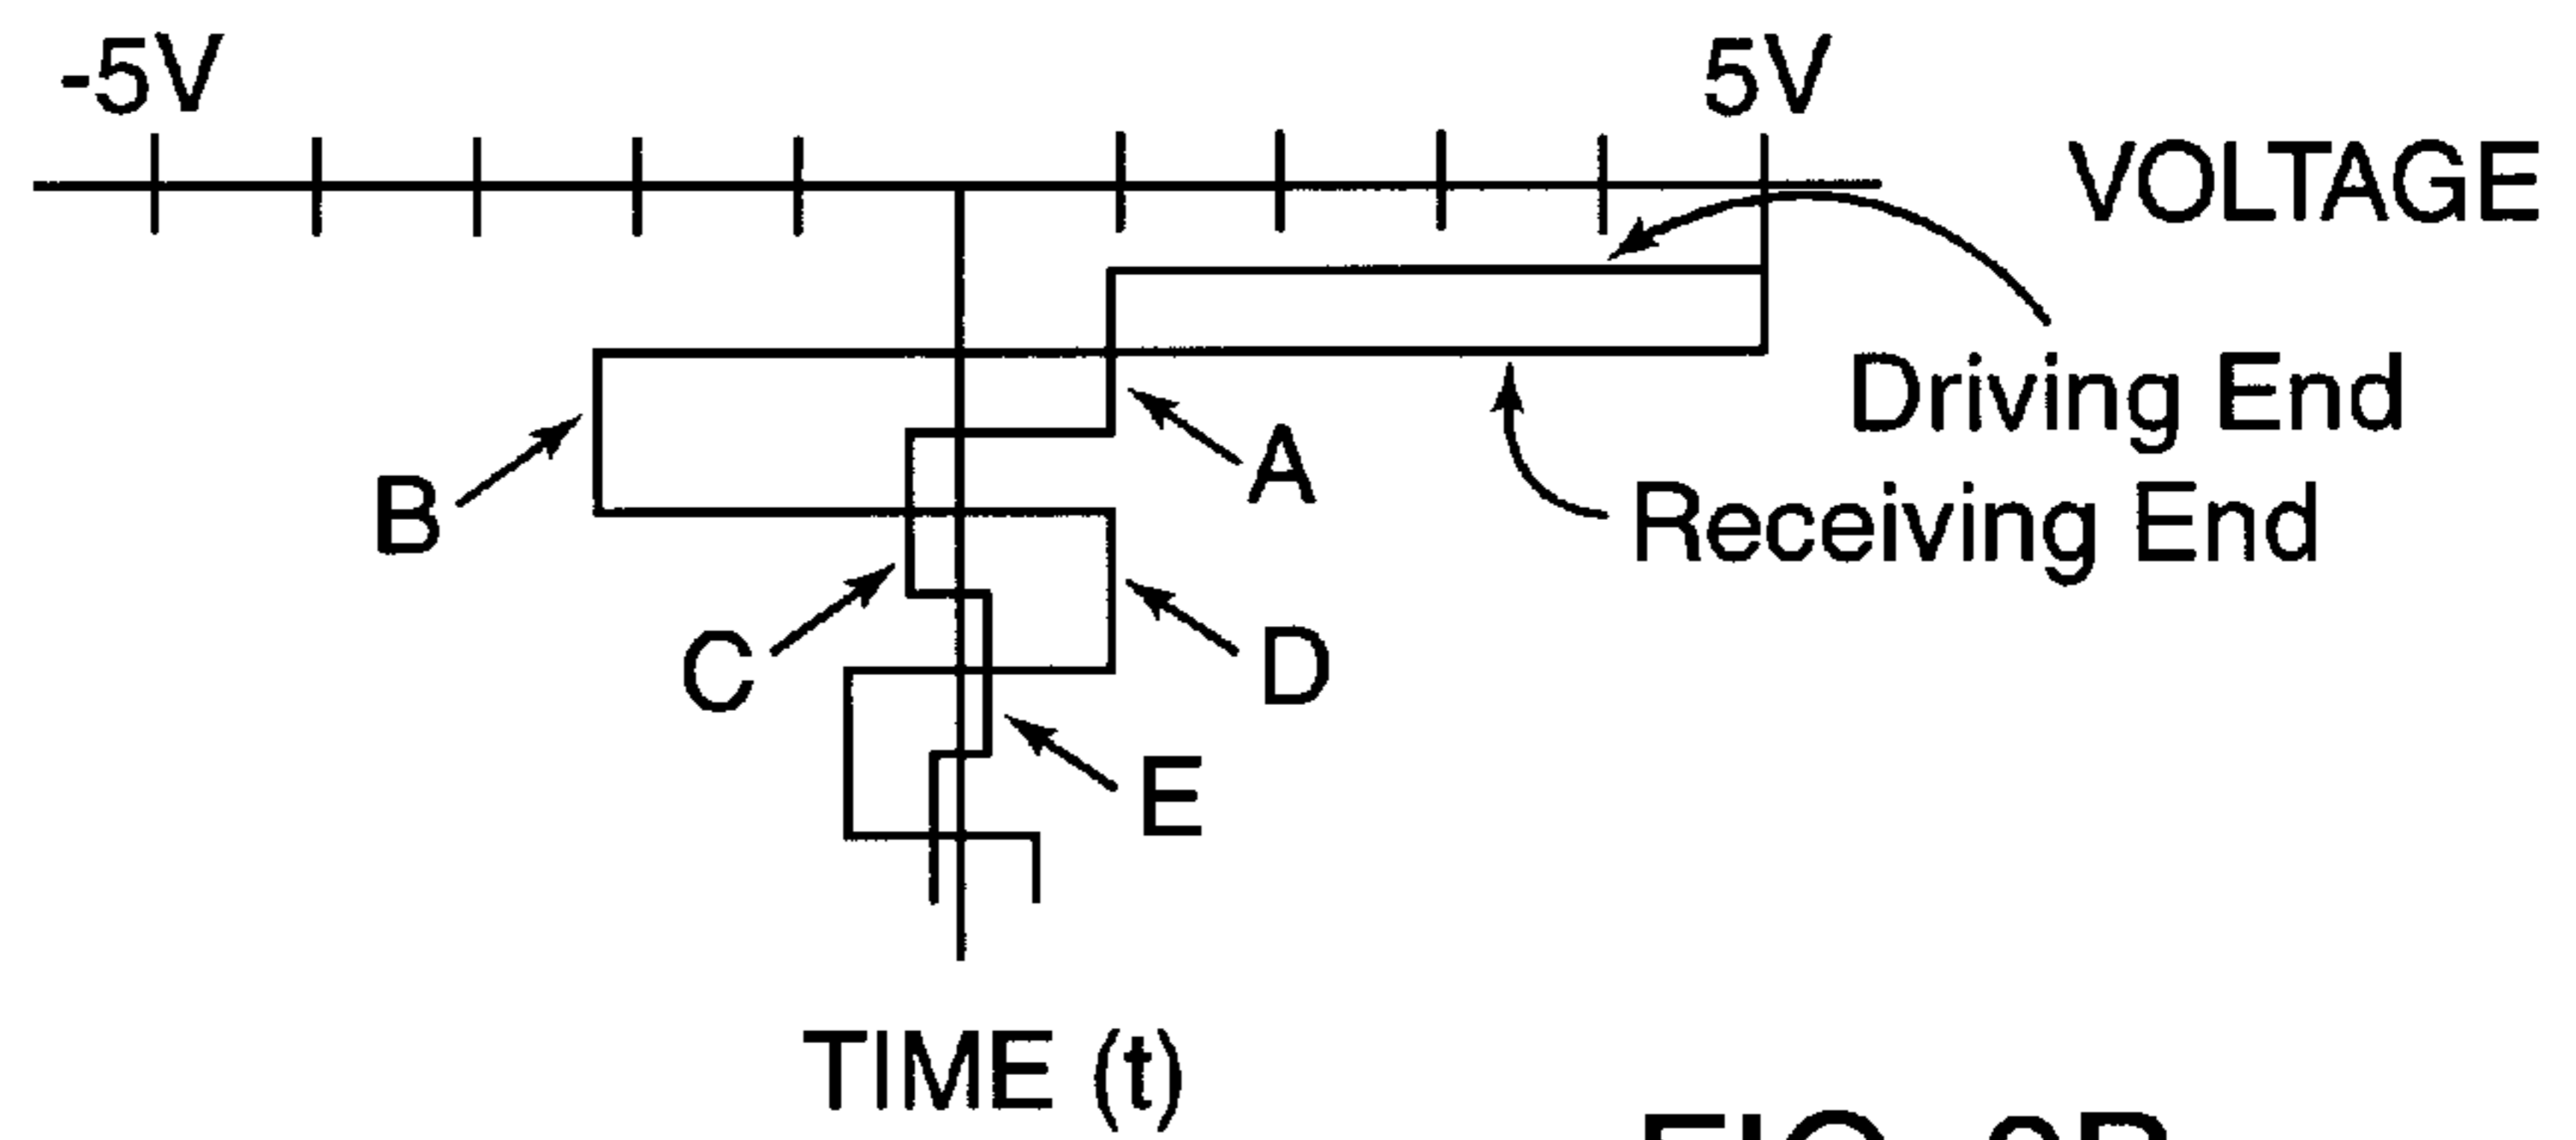 -5V
5V
VOLTAGE
Driving End
A
B
Receiving End
C
D
E
TIME (t)